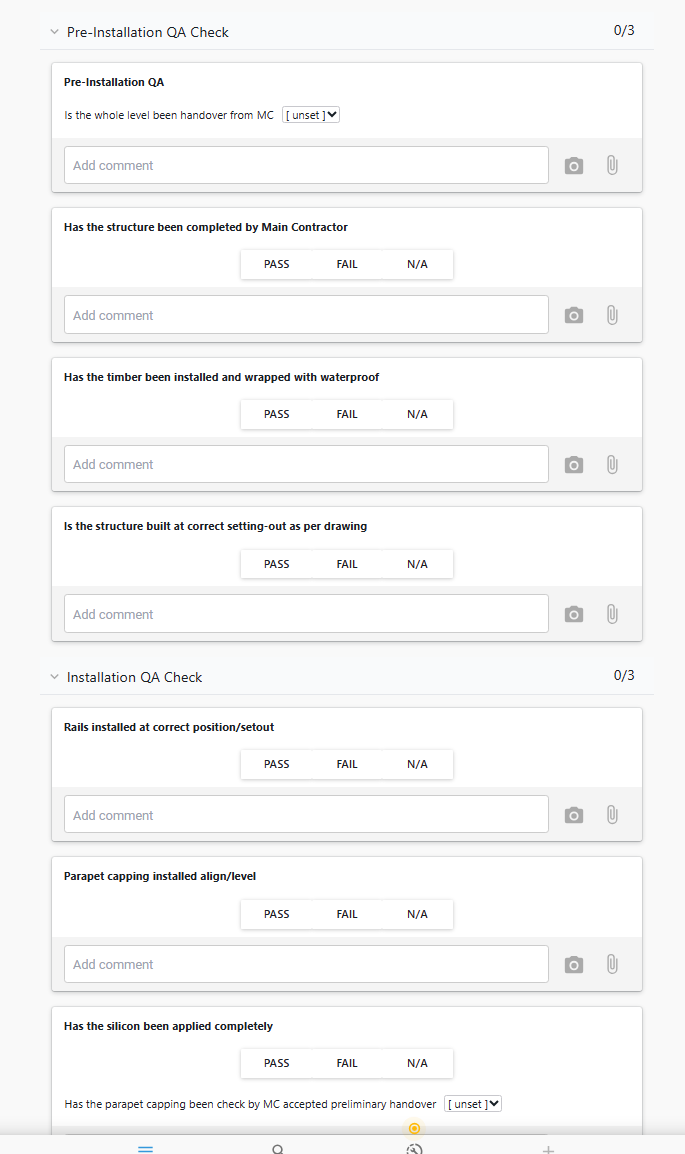 Pre-Installation QA Check 0/3
Pre-Installation QA
Is the whole level been handover from MC [ unset ]
Add comment
Has the structure been completed by Main Contractor
PASS FAIL N/A
Add comment
Has the timber been installed and wrapped with waterproof
PASS FAIL N/A
Add comment
Is the structure built at correct setting-out as per drawing
PASS FAIL N/A
Add comment
Installation QA Check 0/3
Rails installed at correct position/setout
PASS FAIL N/A
Add comment
Parapet capping installed align/level
PASS FAIL N/A
Add comment
Has the silicon been applied completely
PASS FAIL N/A
Has the parapet capping been check by MC accepted preliminary handover [ unset ]